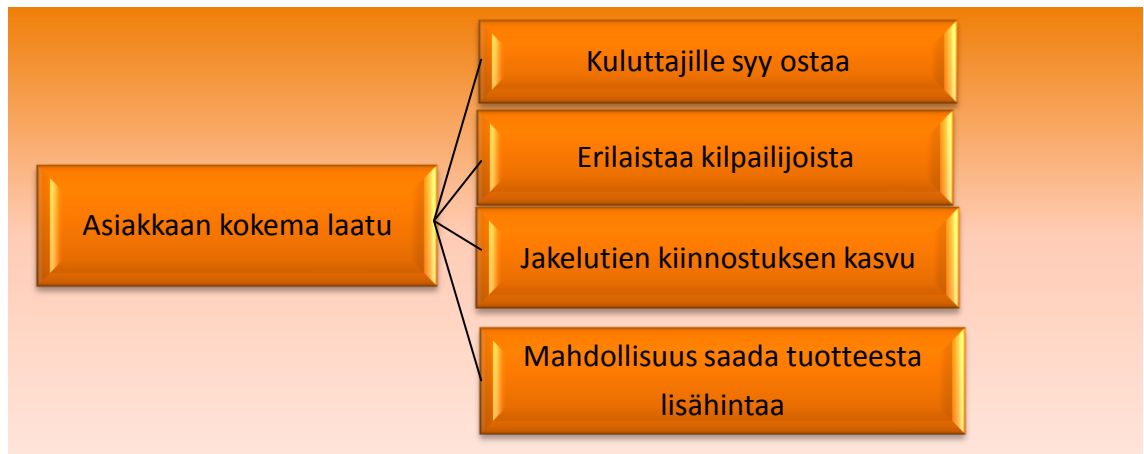 Kuluttajille syy ostaa
Erilaistaa kilpailijoista
Asiakkaan kokema laatu
Jakelutien kiinnostuksen kasvu
Mahdollisuus saada tuotteesta
lisähintaa